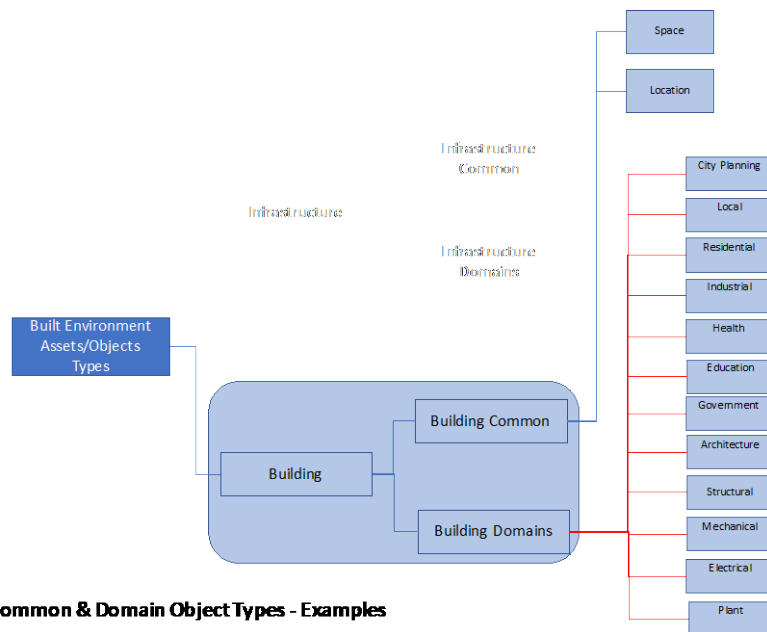 Space
Location
Infrastructure
Common
City Planning
Infrastructure
Local
Infrastructure
Domains
Residential
Industrial
Built Environment
Assets/Objects
Types
Health
Education
Government
Building Common
Architecture
Building
Structural
Building Domains
Mechanical
Electrical
ommon & Domain Object Types - Examples
Plant